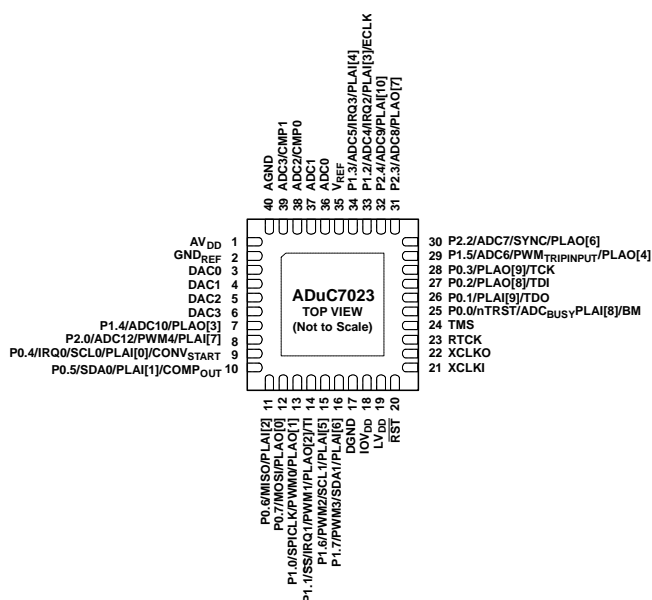 40 AGND
39 ADC3/CMP1
38 ADC2/CMP0
37 ADC1
36 ADC0
35 VREF
34 P1.3/ADC5/IRQ3/PLAI[4]
33 P1.2/ADC4/IRQ2/PLAI[3]/ECLK
32 P2.4/ADC9/PLAI[10]
31 P2.3/ADC8/PLAO[7]
AVDD 1
GNDREF 2
DAC0 3
DAC1 4
DAC2 5
DAC3 6
P1.4/ADC10/PLAO[3] 7
P2.0/ADC12/PWM4/PLAI[7] 8
P0.4/IRQ0/SCL0/PLAI[0]/CONVSTART 9
P0.5/SDA0/PLAI[1]/COMPOUT 10
ADuC7023
TOP VIEW
(Not to Scale)
30 P2.2/ADC7/SYNC/PLAO[6]
29 P1.5/ADC6/PWMTRIPINPUT/PLAO[4]
28 P0.3/PLAO[9]/TCK
27 P0.2/PLAO[8]/TDI
26 P0.1/PLAI[9]/TDO
25 P0.0/nTRST/ADCBUSYPLAI[8]/BM
24 TMS
23 RTCK
22 XCLKO
21 XCLKI
P0.6/MISO/PLAI[2] 11
P0.7/MOSI/PLAO[0] 12
P1.0/SPICLK/PWM0/PLAO[1] 13
P1.1/SS/IRQ1/PWM1/PLAO[2]/TI 14
P1.6/PWM2/SCL1/PLAI[5] 15
P1.7/PWM3/SDA1/PLAI[6] 16
DGND 17
IOVDD 18
LVDD 19
RST 20